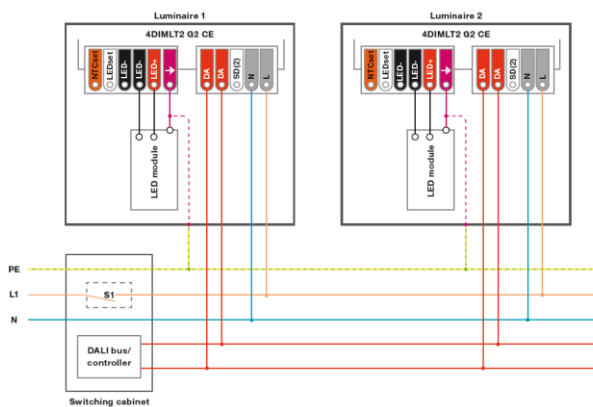 Luminaire 1
Luminaire 2
4DIMLT2 G2 CE
4DIMLT2 G2 CE
NTCset
LEDset
LED-
LED-
LED+
DA
DA
SD(2)
N
L
NTCset
LEDset
LED-
LED-
LED+
DA
DA
SD(2)
N
L
LED module
LED module
PE
L1
S1
N
DALI bus/
controller
Switching cabinet